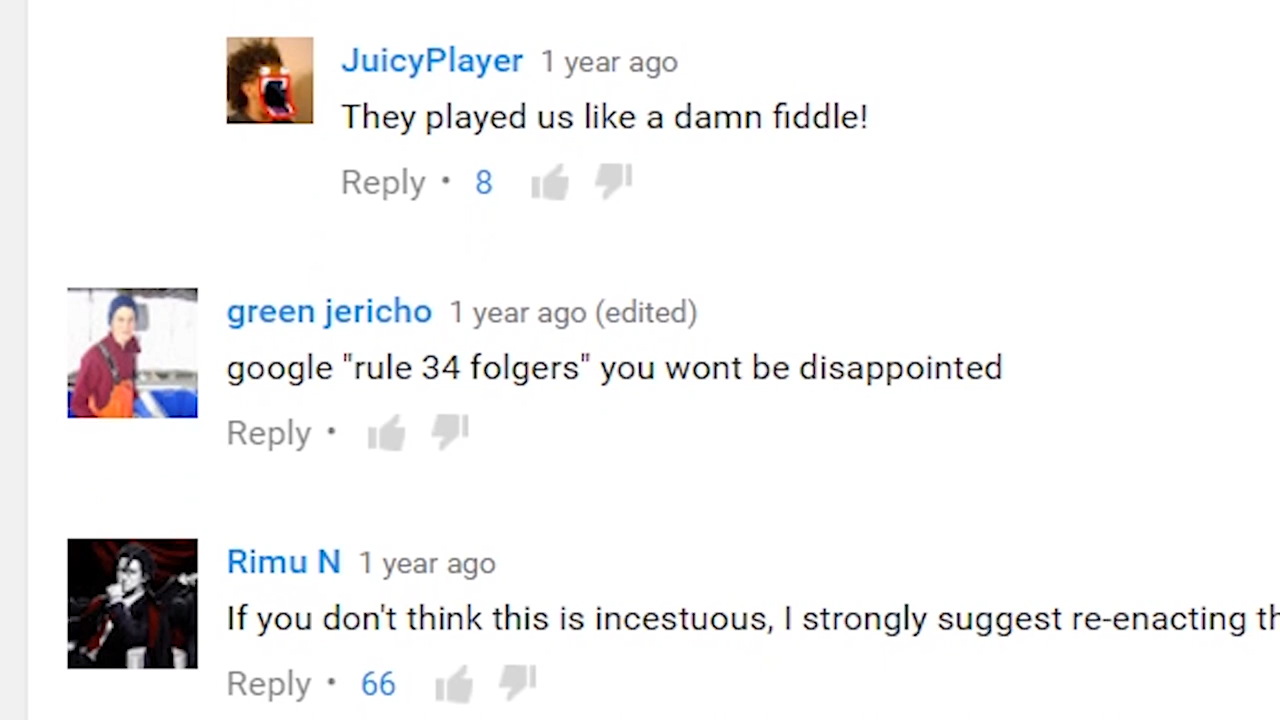 JuicyPlayer 1 year ago
They played us like a damn fiddle!
Reply • 8
green jericho 1 year ago (edited)
google "rule 34 folgers" you wont be disappointed
Reply •
Rimu N 1 year ago
If you don't think this is incestuous, I strongly suggest re-enacting th
Reply • 66